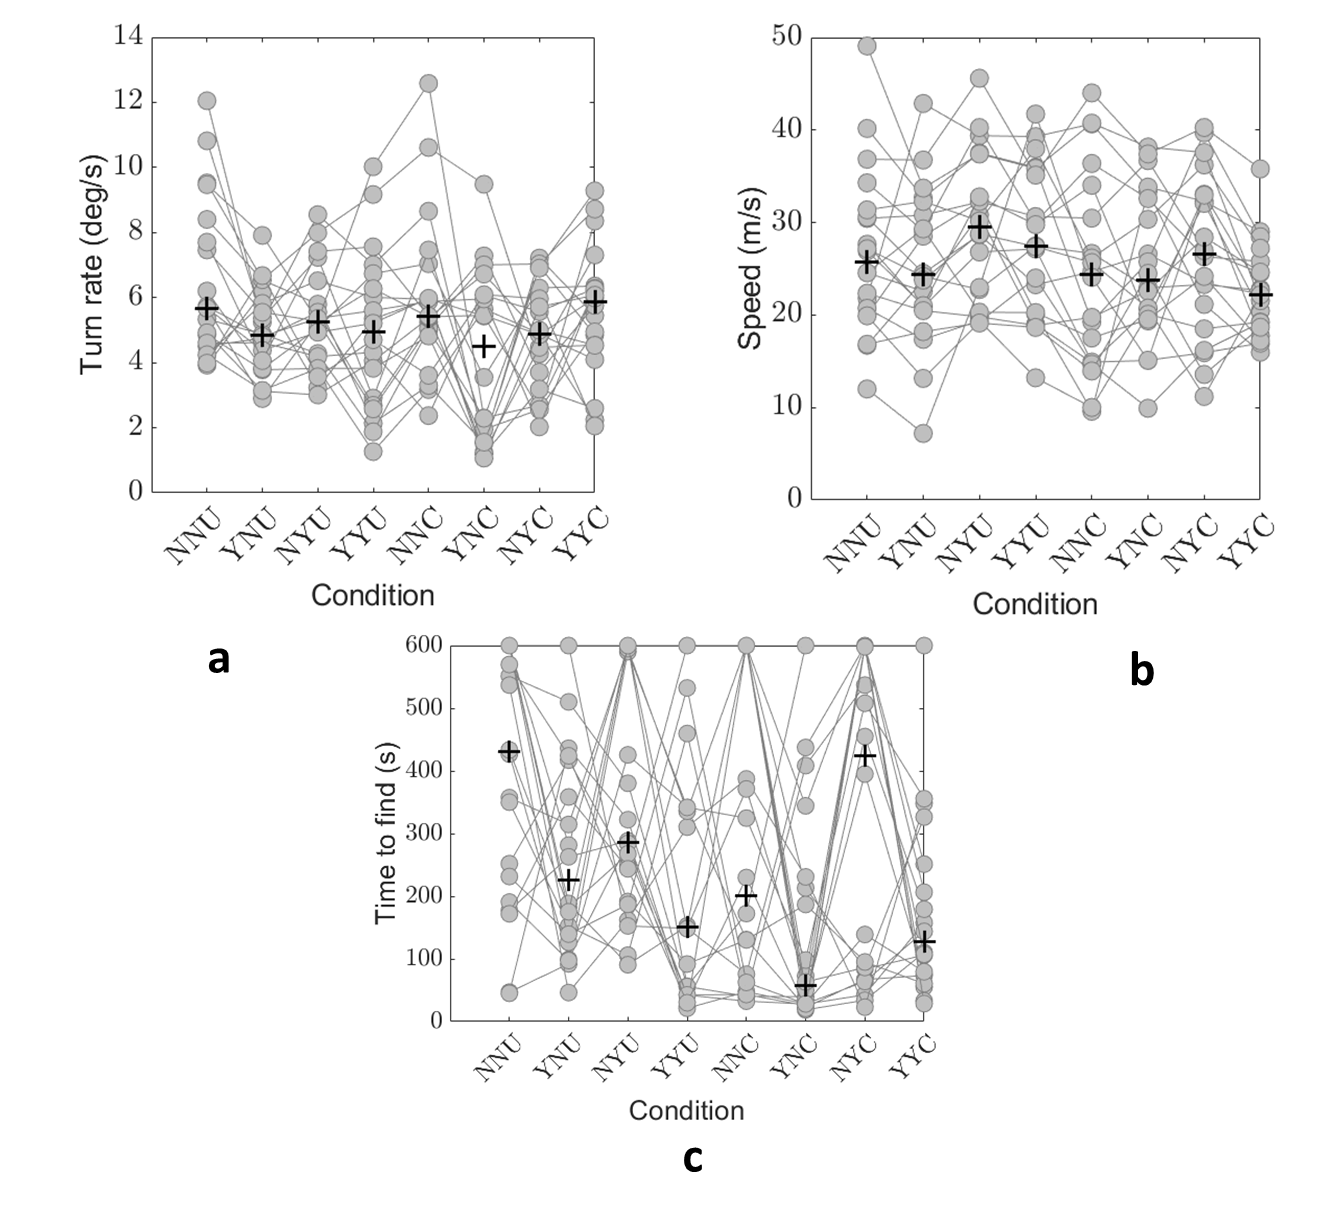 14
12
10
8
6
4
2
0
Turn rate (deg/s)
NNU YNU NYU YYU NNC YNC NYC YYC
Condition
a
50
40
30
20
10
0
Speed (m/s)
NNU YNU NYU YYU NNC YNC NYC YYC
Condition
b
600
500
400
300
200
100
0
Time to find (s)
NNU YNU NYU YYU NNC YNC NYC YYC
Condition
c